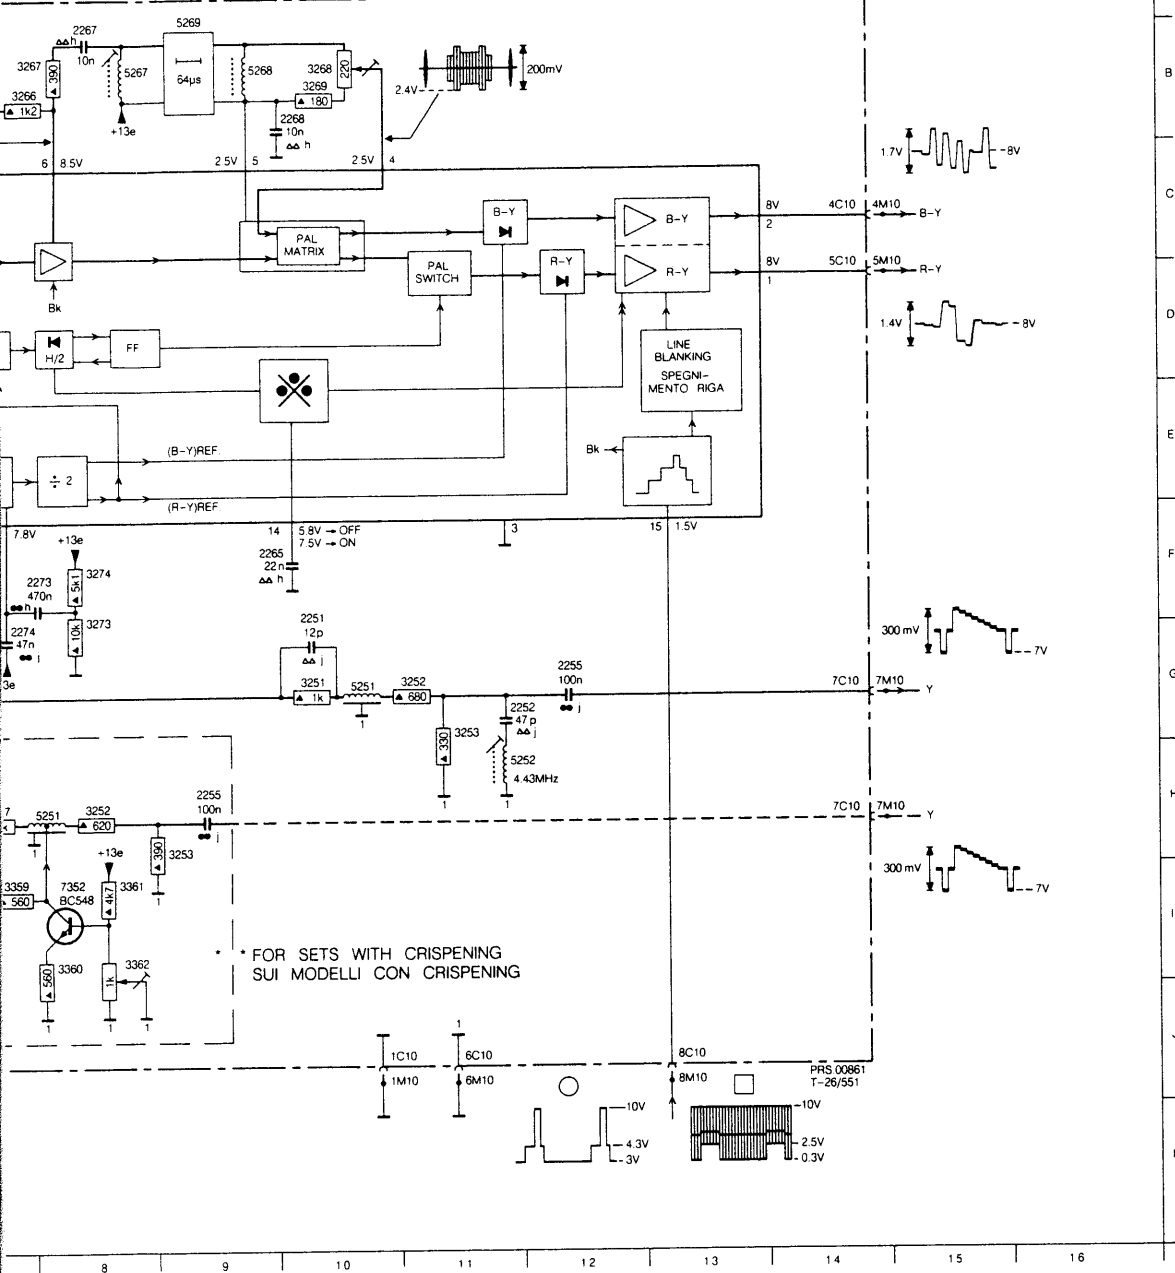 2267
5269
h
10n
5267
64µs
5268
3268
220
200mV
B
3267
390
3269
180
2.4V
3266
1k2
+13e
2268
10n
h
6 8.5V
2.5V 5
2.5V 4
1.7V
8V
C
B-Y
B-Y
8V
2
4C10 4M10
B-Y
PAL
MATRIX
PAL
SWITCH
R-Y
R-Y
8V
1
5C10 5M10
R-Y
Bk
D
1.4V
8V
H/2
FF
LINE
BLANKING
SPEGNI-
MENTO RIGA
E
(B-Y)REF.
Bk
÷ 2
(R-Y)REF
7.8V
14 5.8V → OFF
7.5V → ON
3
15 1.5V
F
+13e
3274
5k1
2265
22n
h
2273
470n
h
3273
10k
2274
47n
j
3e
2251
12p
j
300 mV
7V
3251
1k
5251
3252
680
2255
100n
j
7C10 7M10
Y
G
2252
47p
j
330
3253
5252
4.43MHz
1
1
1
H
7
5251
3252
620
2255
100n
j
7C10 7M10
Y
1
390
3253
1
+13e
300 mV
7V
3359
560
7352
BC548
4k7
3361
I
* * FOR SETS WITH CRISPENING
SUI MODELLI CON CRISPENING
560
3360
1k
3362
1
1
1
1
1C10
6C10
8C10
1M10
6M10
8M10
PRS.00861
T-26/551
10V
4.3V
3V
10V
2.5V
0.3V
8 9 10 11 12 13 14 15 16